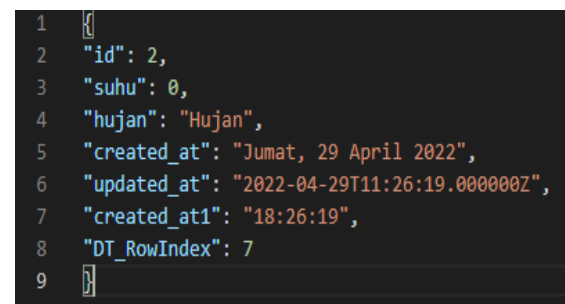 1 {
2 "id": 2,
3 "suhu": 0,
4 "hujan": "Hujan",
5 "created_at": "Jumat, 29 April 2022",
6 "updated_at": "2022-04-29T11:26:19.000000Z",
7 "created_at1": "18:26:19",
8 "DT_RowIndex": 7
9 }